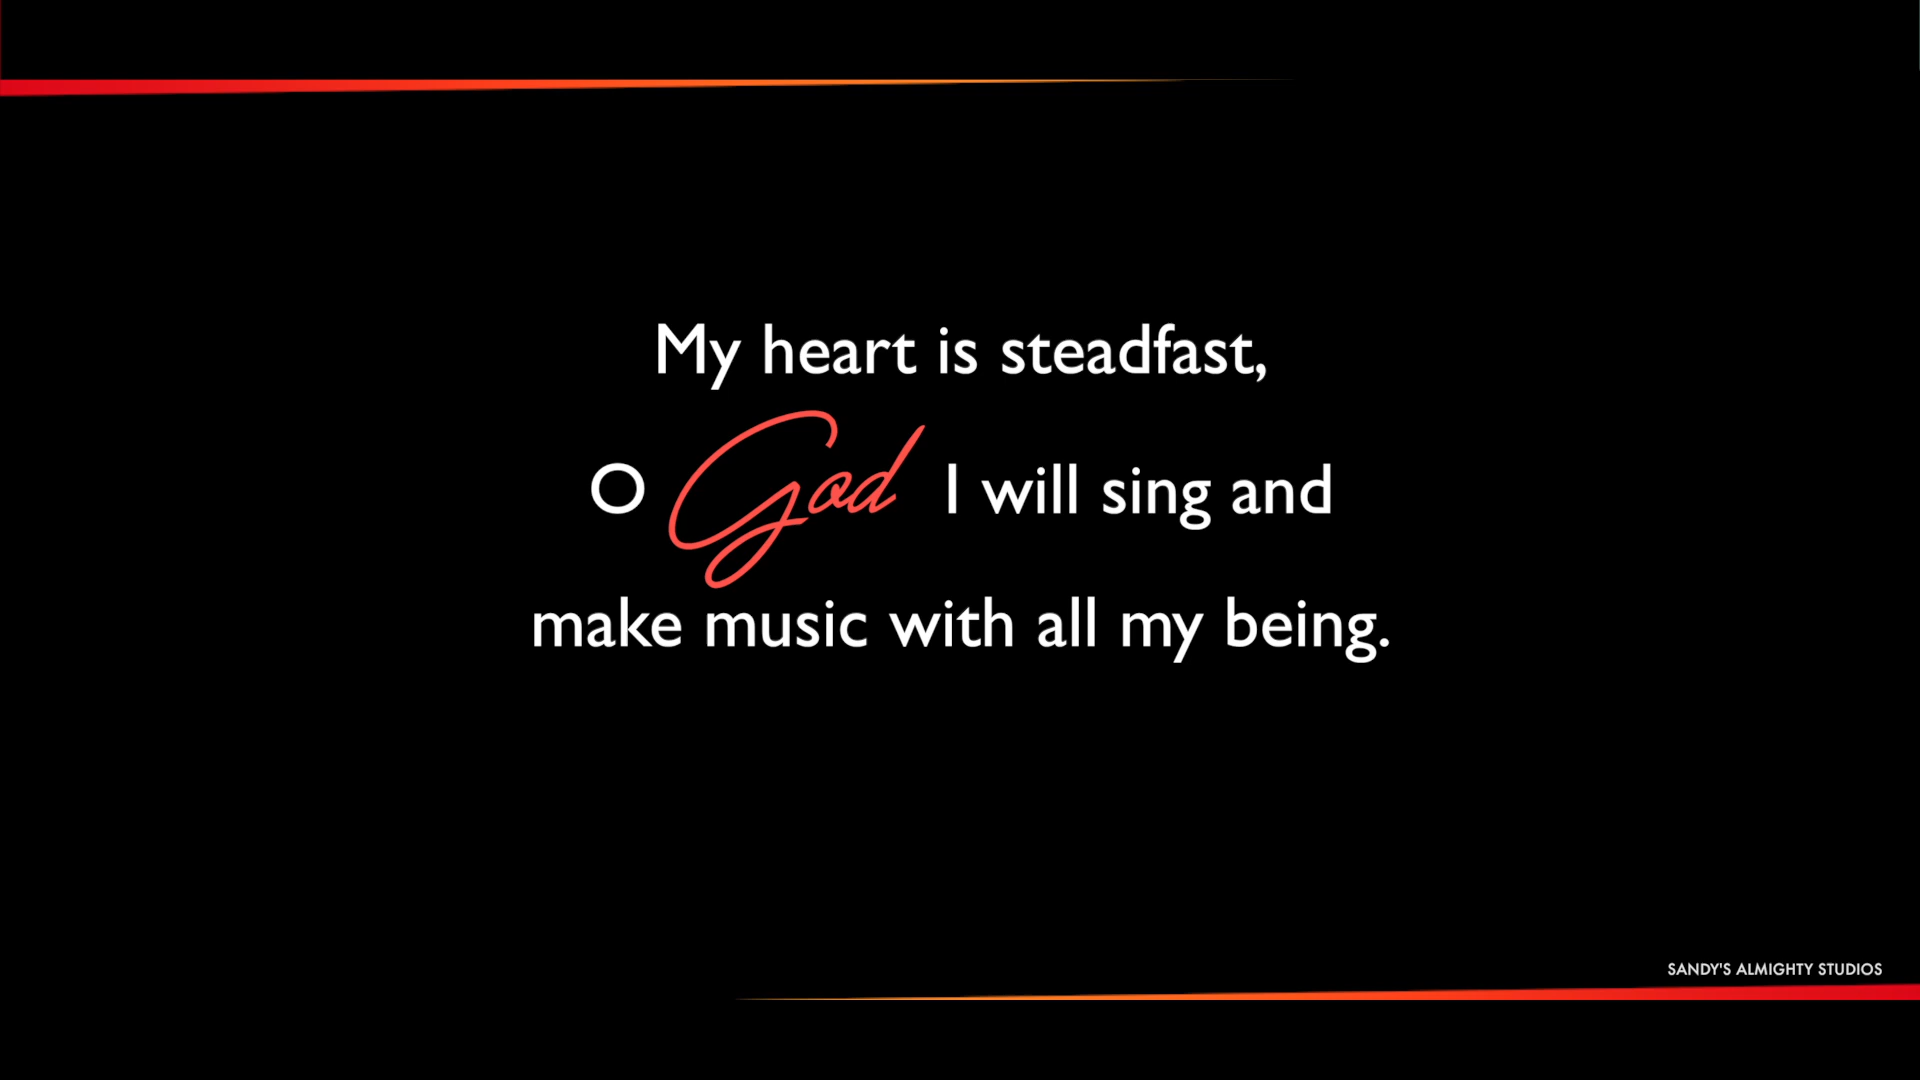 My heart is steadfast,
O God I will sing and
make music with all my being.
SANDY'S ALMIGHTY STUDIOS